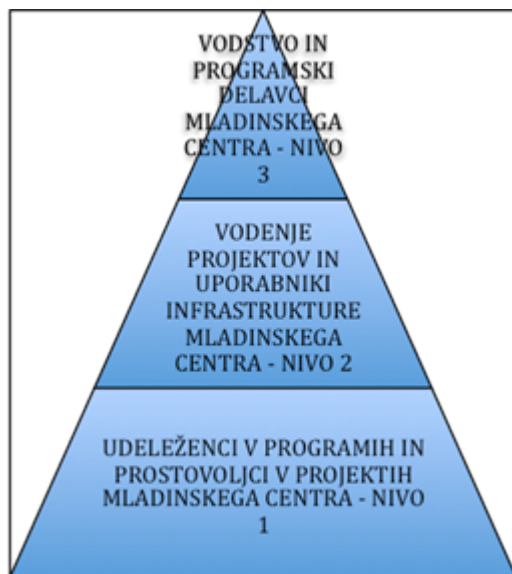 VODSTVO IN
PROGRAMSKI
DELAVCI
MLADINSKEGA
CENTRA - NIVO
3
VODENJE
PROJEKTOV IN
UPORABNIKI
INFRASTRUKTURE
MLADINSKEGA
CENTRA - NIVO 2
UDELEŽENCI V PROGRAMIH IN
PROSTOVOLJCI V PROJEKTIH
MLADINSKEGA CENTRA - NIVO
1